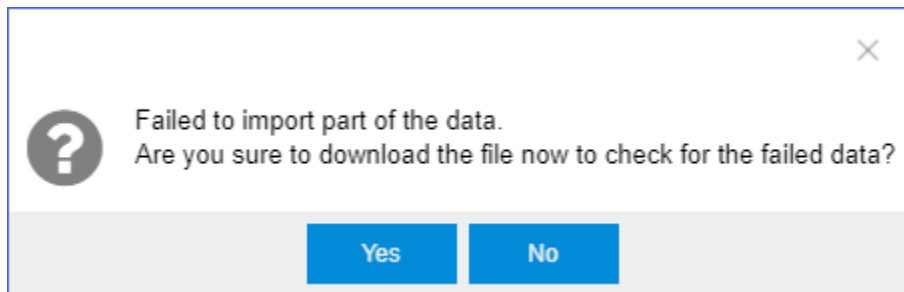 Failed to import part of the data.
Are you sure to download the file now to check for the failed data?
Yes
No